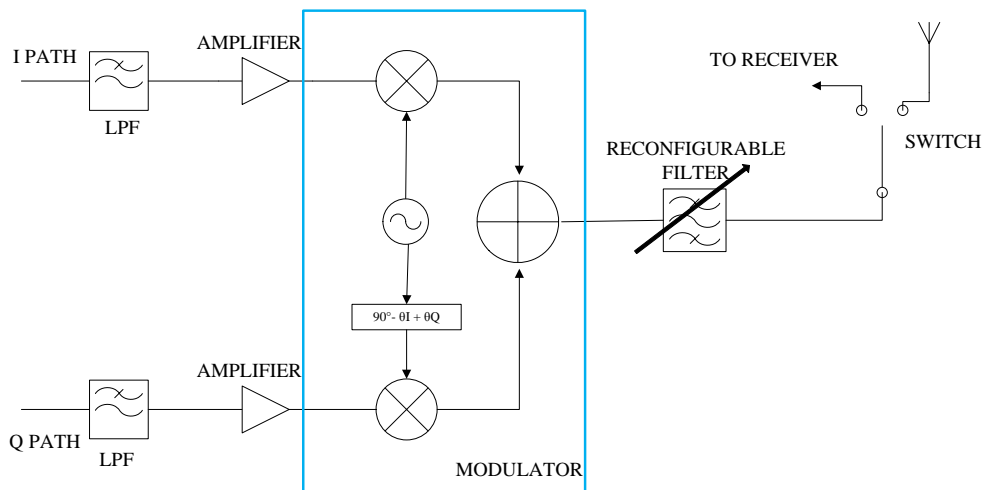 I PATH
LPF
AMPLIFIER
TO RECEIVER
SWITCH
RECONFIGURABLE
FILTER
90°- θI + θQ
AMPLIFIER
Q PATH
LPF
MODULATOR